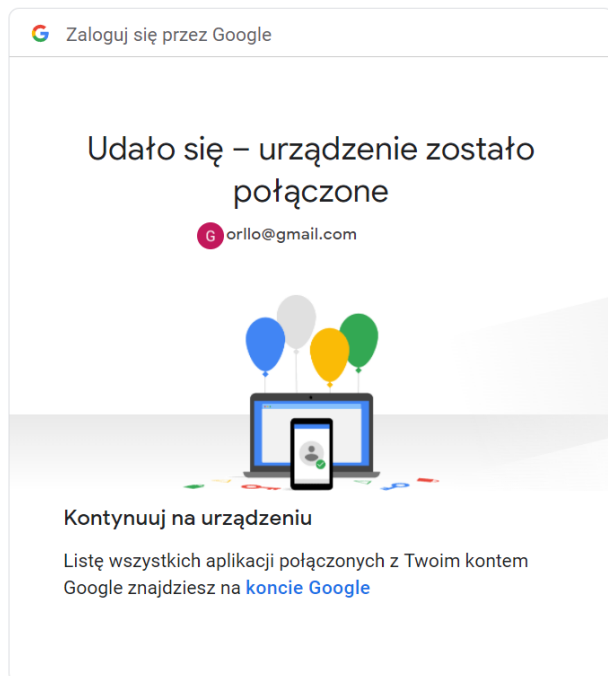 Zaloguj się przez Google
Udało się – urządzenie zostało
połączone
G orllo@gmail.com
Kontynuuj na urządzeniu
Listę wszystkich aplikacji połączonych z Twoim kontem
Google znajdziesz na koncie Google